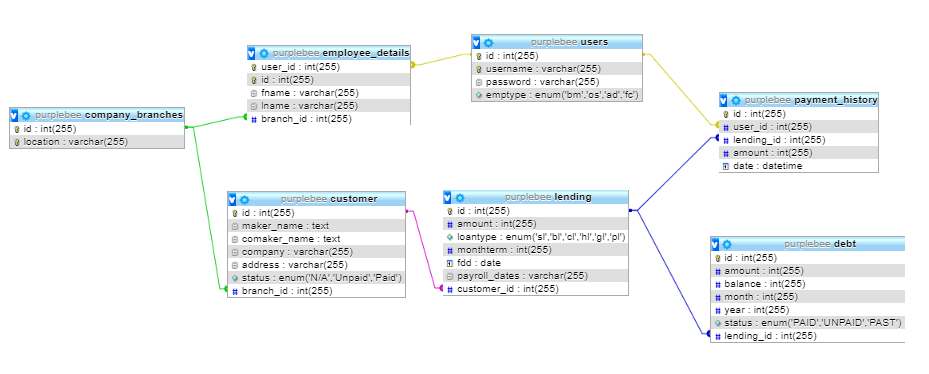 purplebee users
id : int(255)
username : varchar(255)
password : varchar(255)
emptype : enum('bm','os','ad','fc')
purplebee employee_details
user_id : int(255)
id : int(255)
fname : varchar(255)
lname : varchar(255)
branch_id : int(255)
purplebee payment_history
id : int(255)
user_id : int(255)
lending_id : int(255)
amount : int(255)
date : datetime
purplebee company_branches
id : int(255)
location : varchar(255)
purplebee customer
id : int(255)
maker_name : text
comaker_name : text
company : varchar(255)
address : varchar(255)
status : enum('N/A','Unpaid','Paid')
branch_id : int(255)
purplebee lending
id : int(255)
amount : int(255)
loantype : enum('sl','bl','cl','hl','gl','pl')
monthterm : int(255)
fdd : date
payroll_dates : varchar(255)
customer_id : int(255)
purplebee debt
id : int(255)
amount : int(255)
balance : int(255)
month : int(255)
year : int(255)
status : enum('PAID','UNPAID','PAST')
lending_id : int(255)